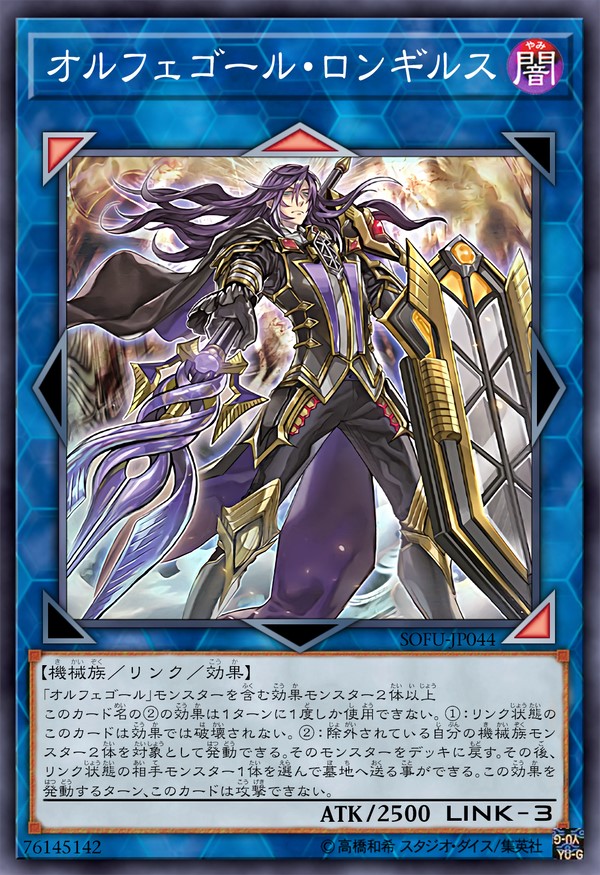 オルフェゴール・ロンギルス
闇
やみ
SOFU-JP044
【機械族／リンク／効果】
「オルフェゴール」モンスターを含む効果モンスター２体以上
このカード名の②の効果は１ターンに１度しか使用できない。①：リンク状態の
このカードは効果では破壊されない。②：除外されている自分の機械族モン
スター２体を対象として発動できる。そのモンスターをデッキに戻す。その後、
リンク状態の相手モンスター１体を選んで墓地へ送る事ができる。この効果を
発動するターン、このカードは攻撃できない。
ATK/2500 LINK-3
76145142
©高橋和希 スタジオ・ダイス/集英社